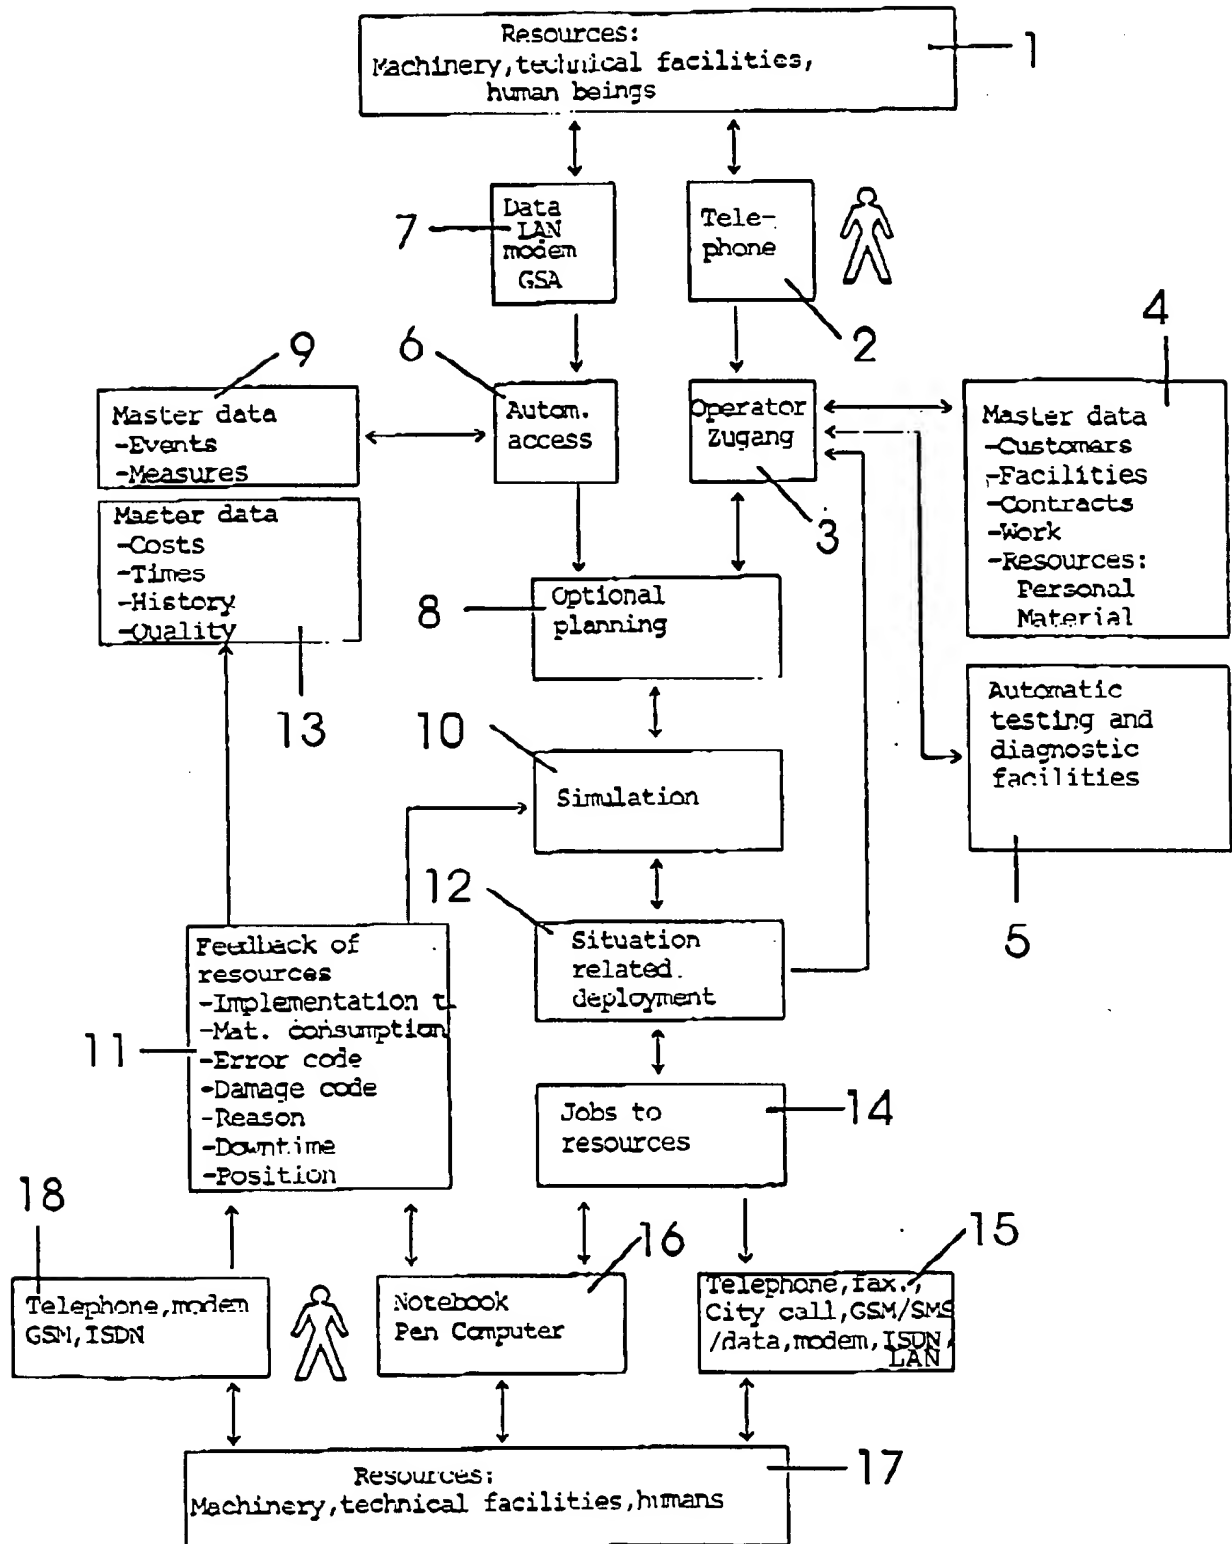 Resources:
Machinery,technical facilities,
human beings
1
Data
LAN
modem
GSA
7
Tele-
phone
2
4
9
6
Master data
-Events
-Measures
Autom.
access
Operator
Zugang
3
Master data
-Customers
-Facilities
-Contracts
-Work
-Resources:
Personal
Material
Master data
-Costs
-Times
-History
-Quality
13
8
Optional
planning
Automatic
testing and
diagnostic
facilities
5
10
Simulation
12
Situation
related.
deployment
Feedback of
resources
-Implementation t.
-Mat. consumption
-Error code
-Damage code
-Reason
-Downtime
-Position
11
Jobs to
resources
14
18
16
15
Telephone,modem
GSM,ISDN
Notebook
Pen Computer
Telephone,fax.,
City call,GSM/SMS
/data,modem,ISDN,
LAN
Resources:
Machinery,technical facilities,humans
17